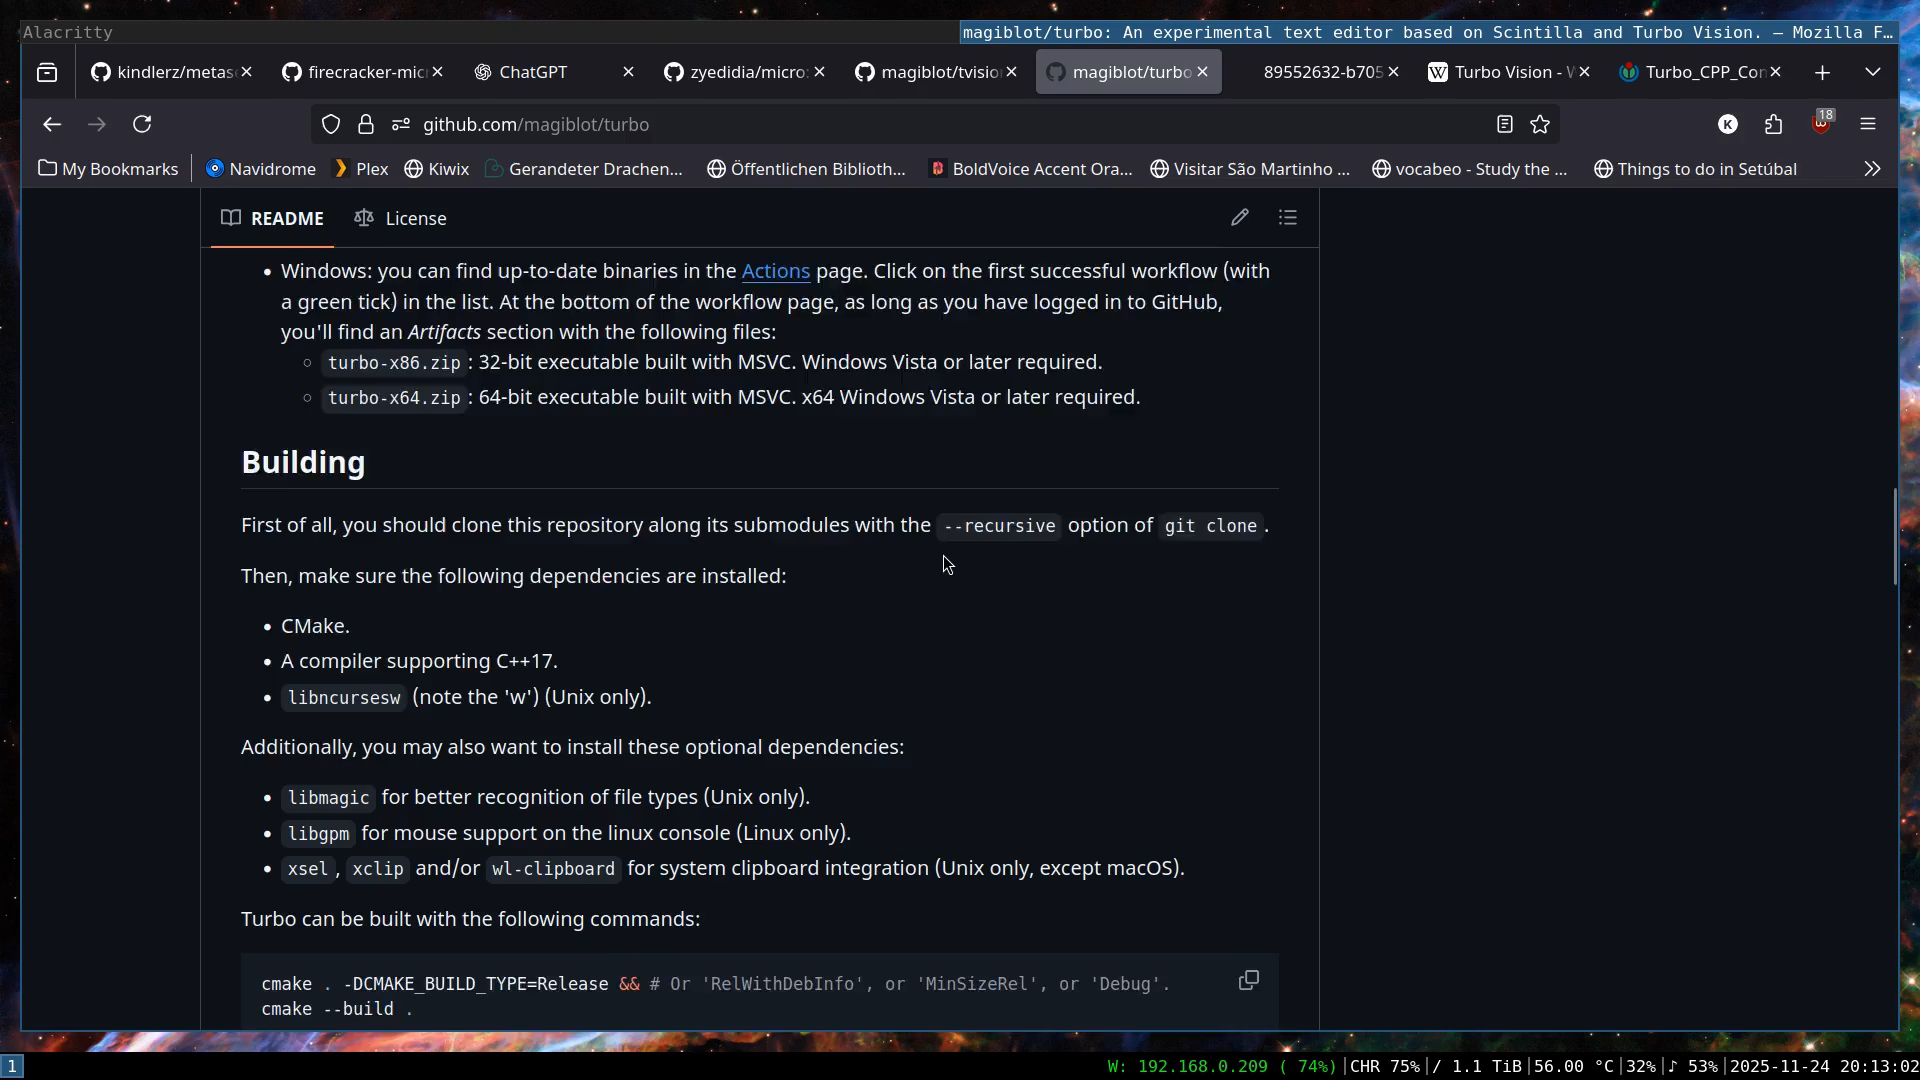 Alacritty
magiblot/turbo: An experimental text editor based on Scintilla and Turbo Vision. — Mozilla F…
kindlerz/metas
firecracker-mic
ChatGPT
zyedidia/micro:
magiblot/tvisio
magiblot/turbo
89552632-b705
Turbo Vision - W
Turbo_CPP_Con
github.com/magiblot/turbo
K
18
My Bookmarks
Navidrome
Plex
Kiwix
Gerandeter Drachen...
Öffentlichen Biblioth...
BoldVoice Accent Ora...
Visitar São Martinho ...
vocabeo - Study the ...
Things to do in Setúbal
README
License
Windows: you can find up-to-date binaries in the Actions page. Click on the first successful workflow (with
a green tick) in the list. At the bottom of the workflow page, as long as you have logged in to GitHub,
you'll find an Artifacts section with the following files:
turbo-x86.zip : 32-bit executable built with MSVC. Windows Vista or later required.
turbo-x64.zip : 64-bit executable built with MSVC. x64 Windows Vista or later required.
Building
First of all, you should clone this repository along its submodules with the --recursive option of git clone .
Then, make sure the following dependencies are installed:
CMake.
A compiler supporting C++17.
libncursesw (note the 'w') (Unix only).
Additionally, you may also want to install these optional dependencies:
libmagic for better recognition of file types (Unix only).
libgpm for mouse support on the linux console (Linux only).
xsel , xclip and/or wl-clipboard for system clipboard integration (Unix only, except macOS).
Turbo can be built with the following commands:
cmake . -DCMAKE_BUILD_TYPE=Release && # Or 'RelWithDebInfo', or 'MinSizeRel', or 'Debug'.
cmake --build .
1
W: 192.168.0.209 ( 74%)|CHR 75%|/ 1.1 TiB|56.00 °C|32%|♪ 53%|2025-11-24 20:13:02